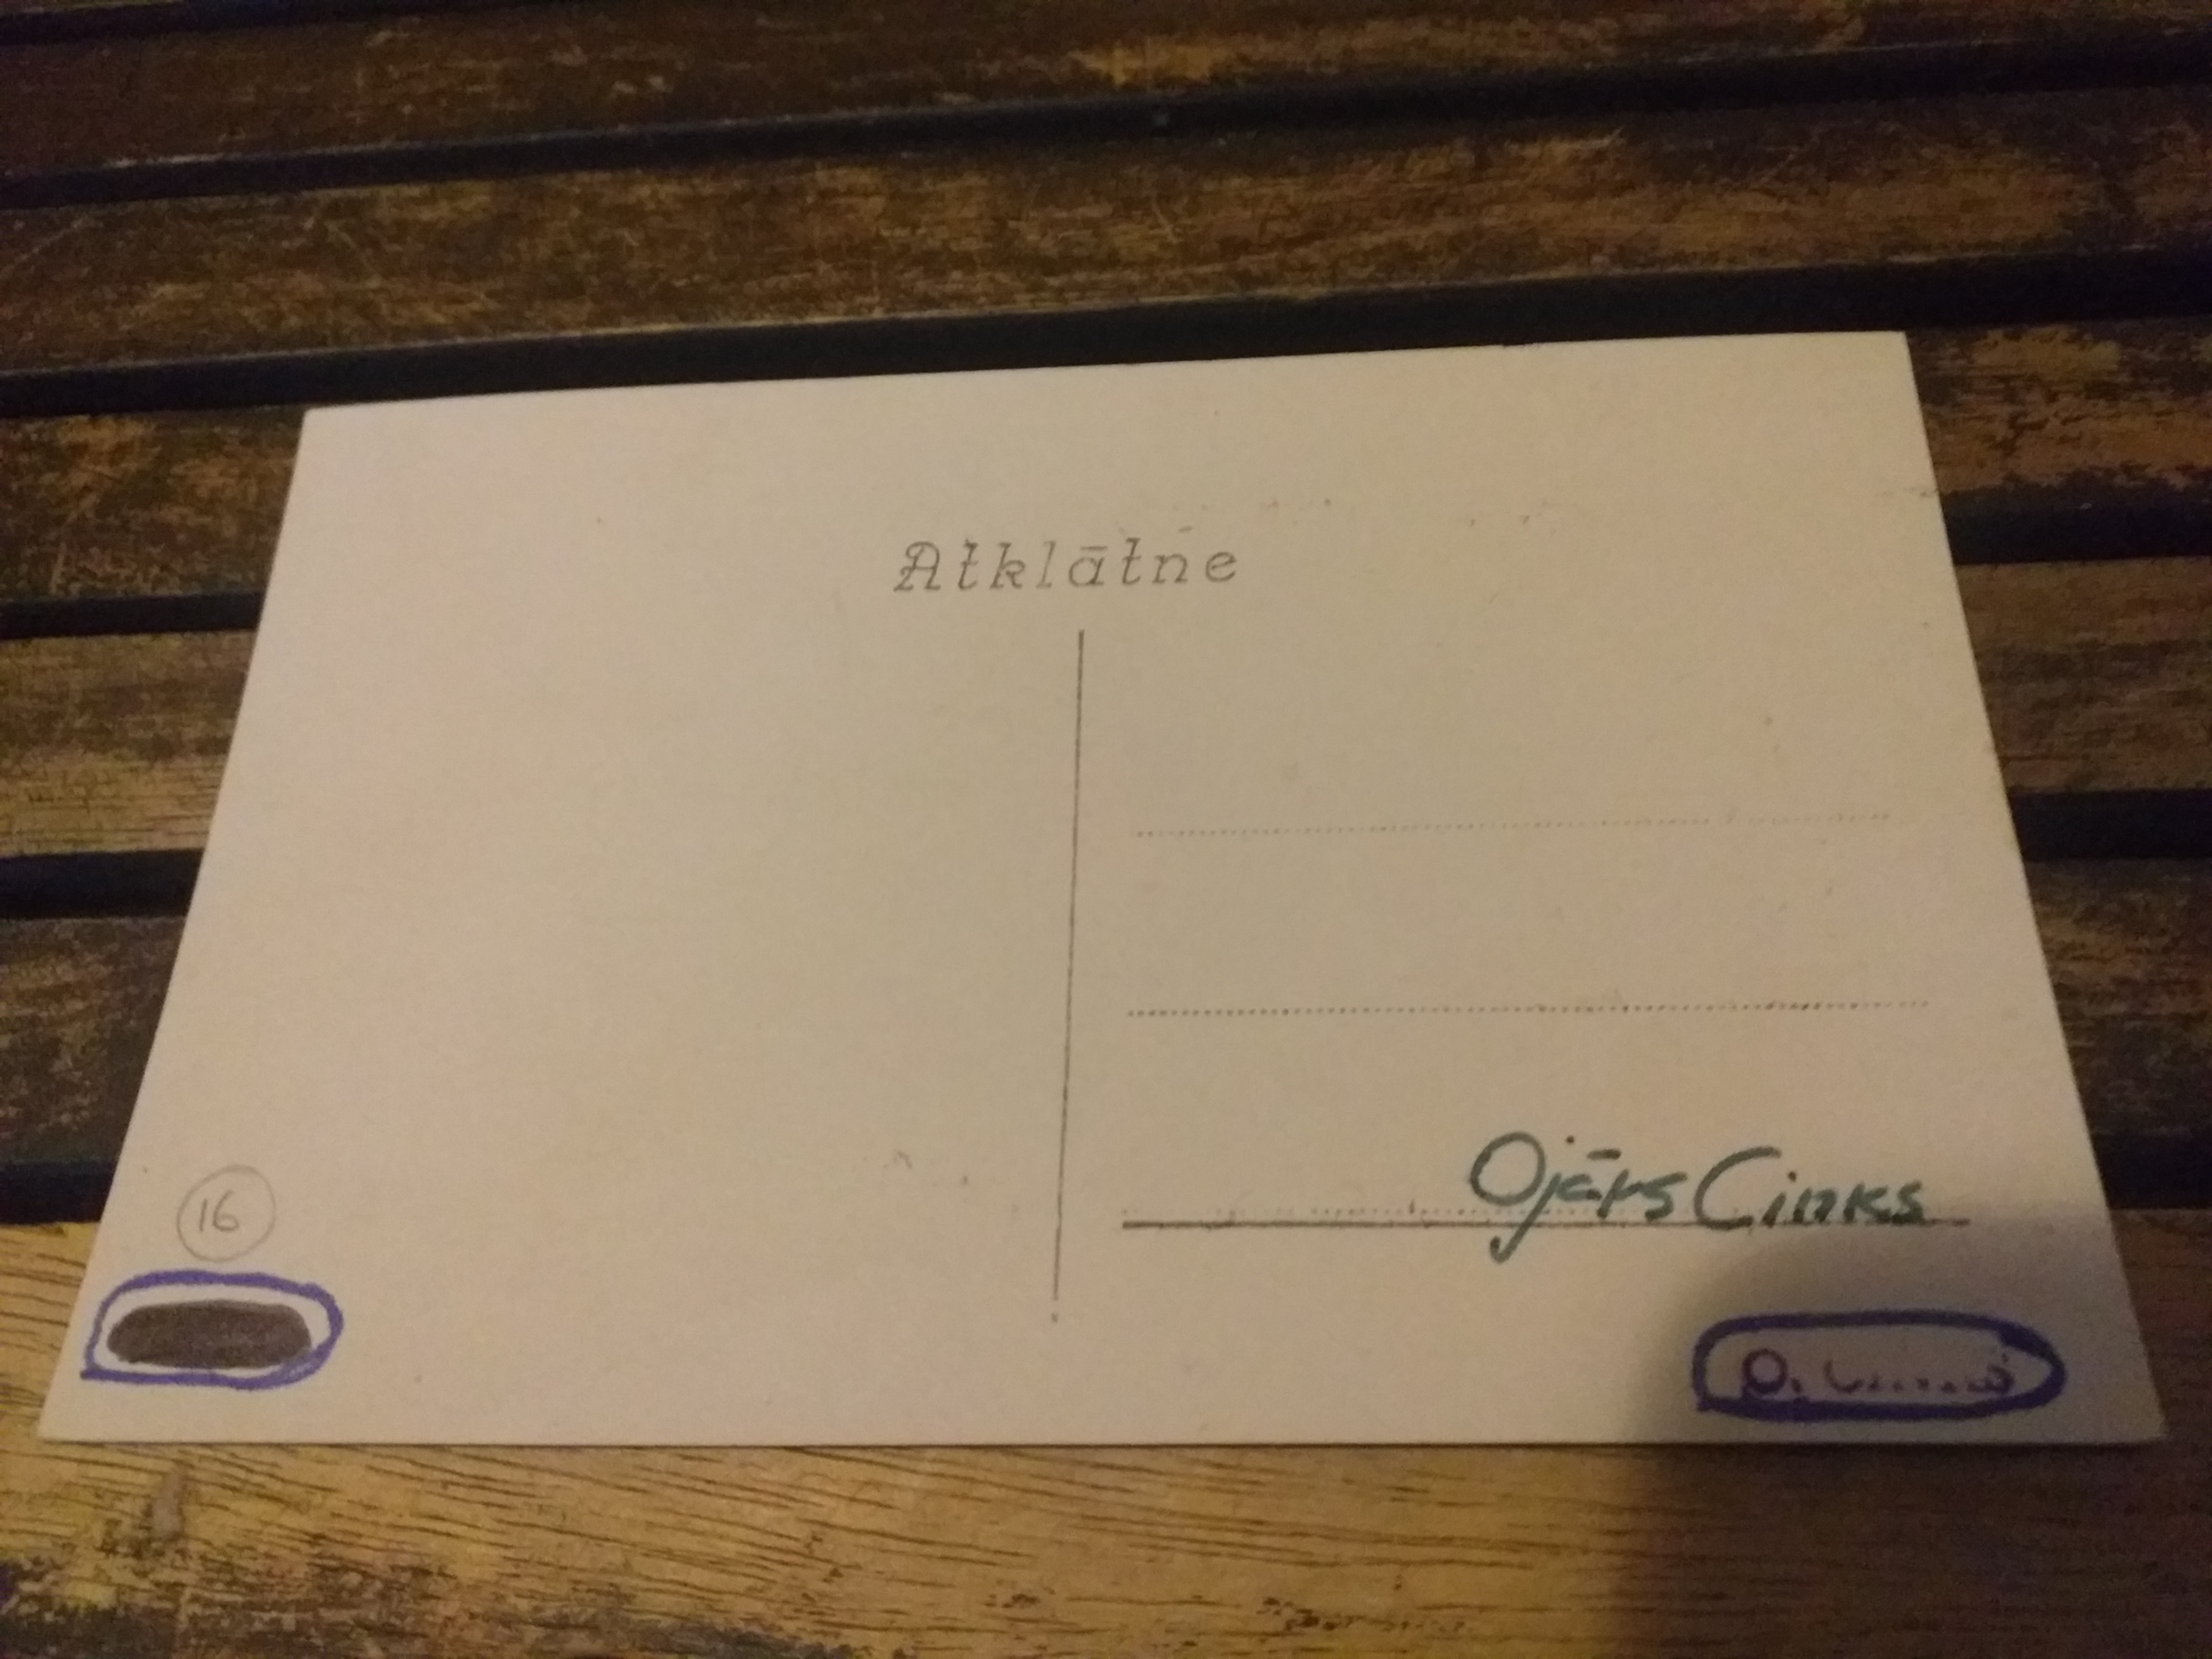 Atklātne
Ojārs Cinks
16